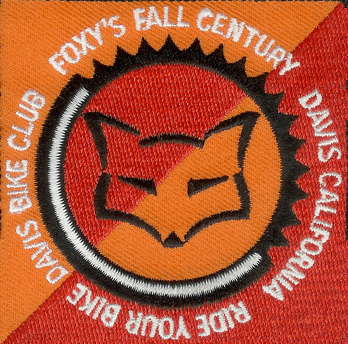 FOXY'S FALL CENTURY
DAVIS CALIFORNIA
RIDE YOUR BIKE
DAVIS BIKE CLUB